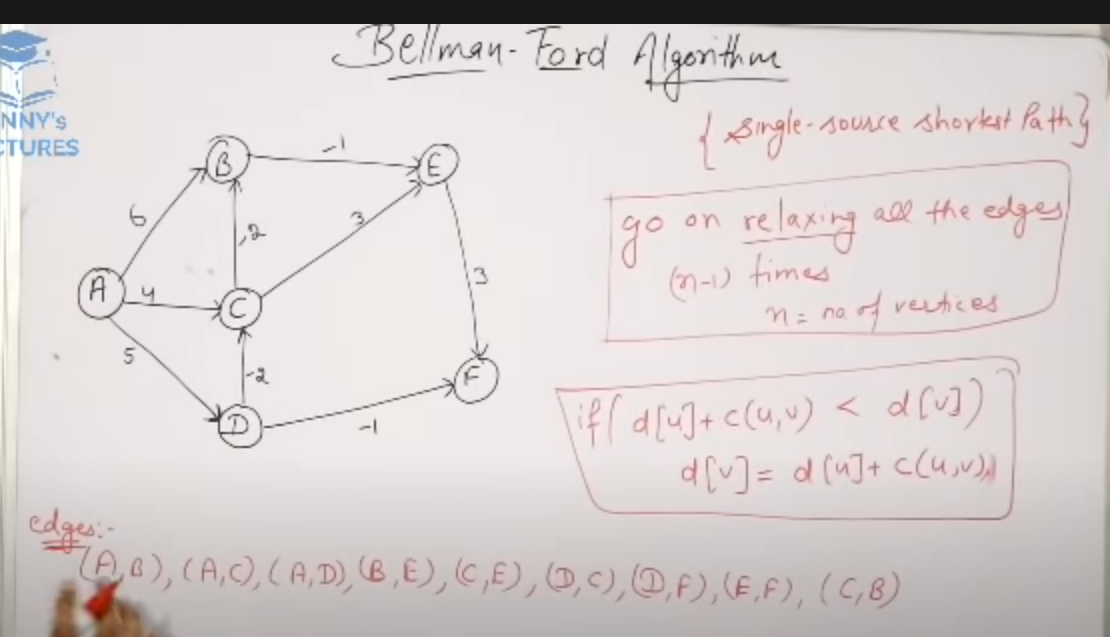 Bellman-Ford Algorithm
NNY's
CTURES
{ single-source shortest Path }
B
-1
E
6
,2
3
go on relaxing all the edges
(n-1) times
n = no of vertices
A
4
C
3
5
-2
F
D
-1
if ( d[u]+ c(u,v) < d[v])
d[v]= d[u]+ c(u,v)
edges:-
(A,B), (A,C), (A,D), (B,E), (C,E), (D,C), (D,F), (E,F), (C,B)